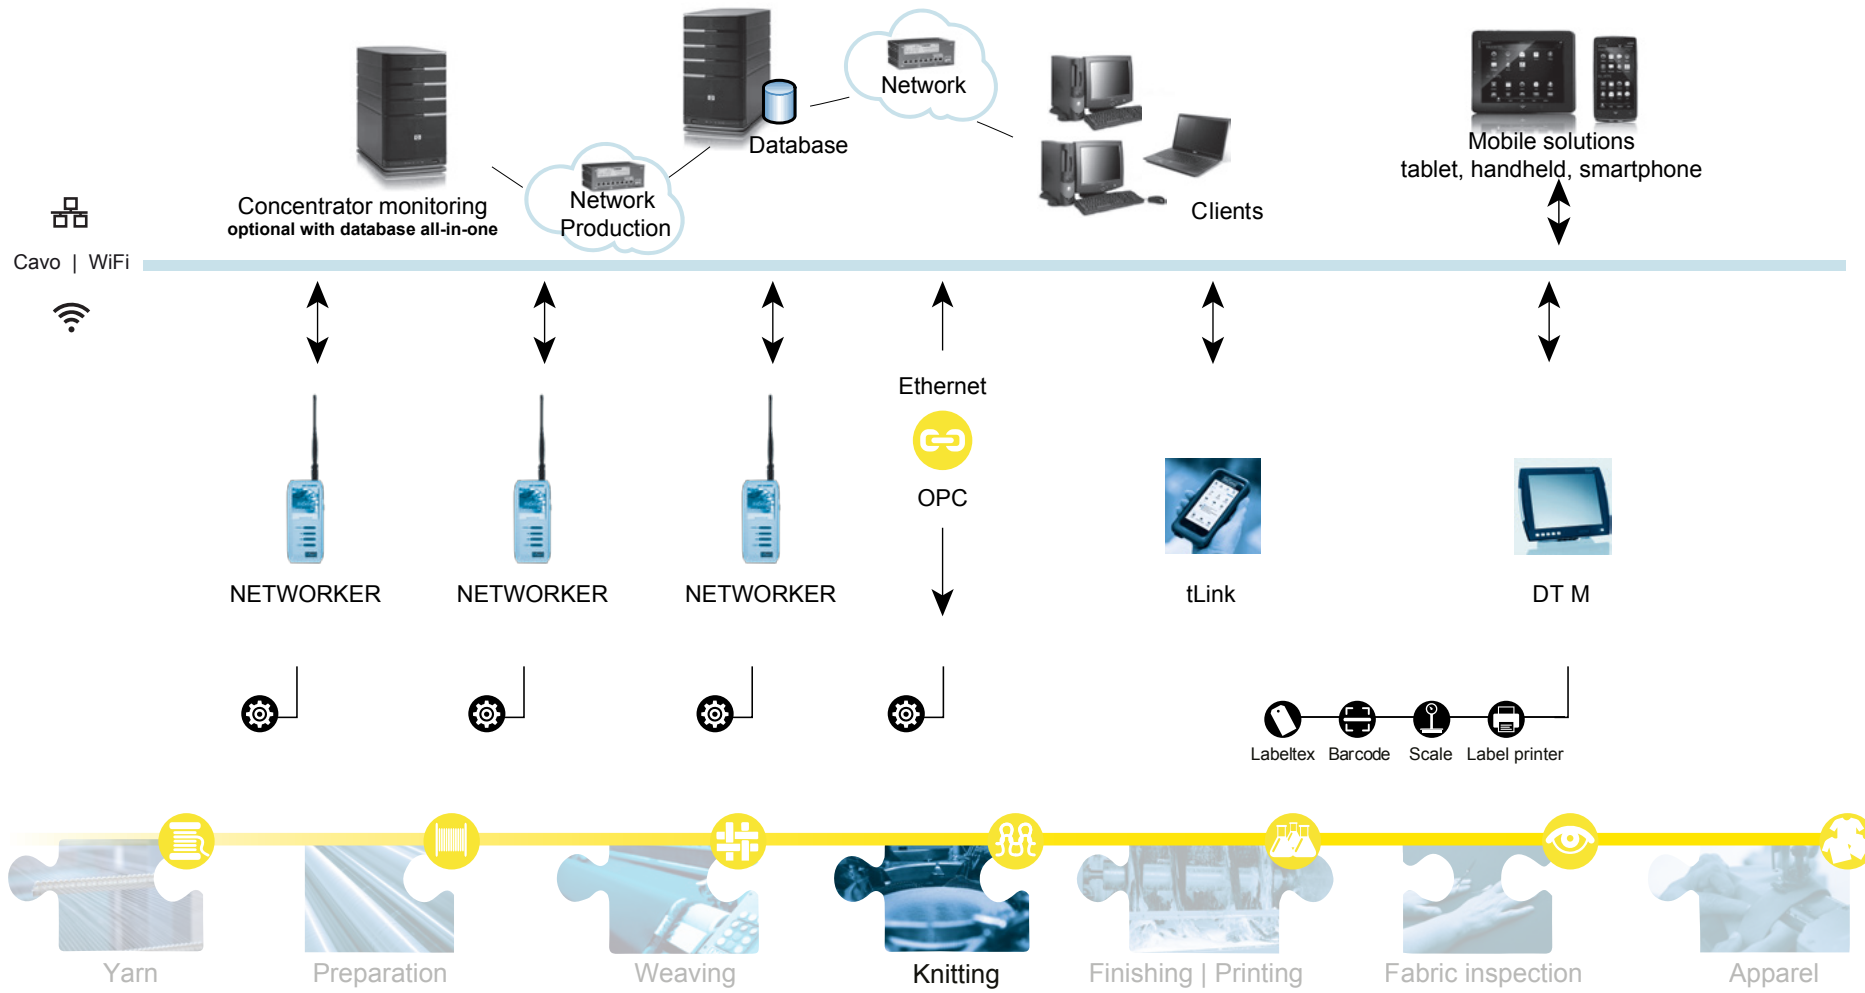 Network
Database
Mobile solutions
tablet, handheld, smartphone
Concentrator monitoring
optional with database all-in-one
Network
Production
Clients
Cavo | WiFi
Ethernet
OPC
NETWORKER
NETWORKER
NETWORKER
tLink
DT M
Labeltex
Barcode
Scale
Label printer
Yarn
Preparation
Weaving
Knitting
Finishing | Printing
Fabric inspection
Apparel